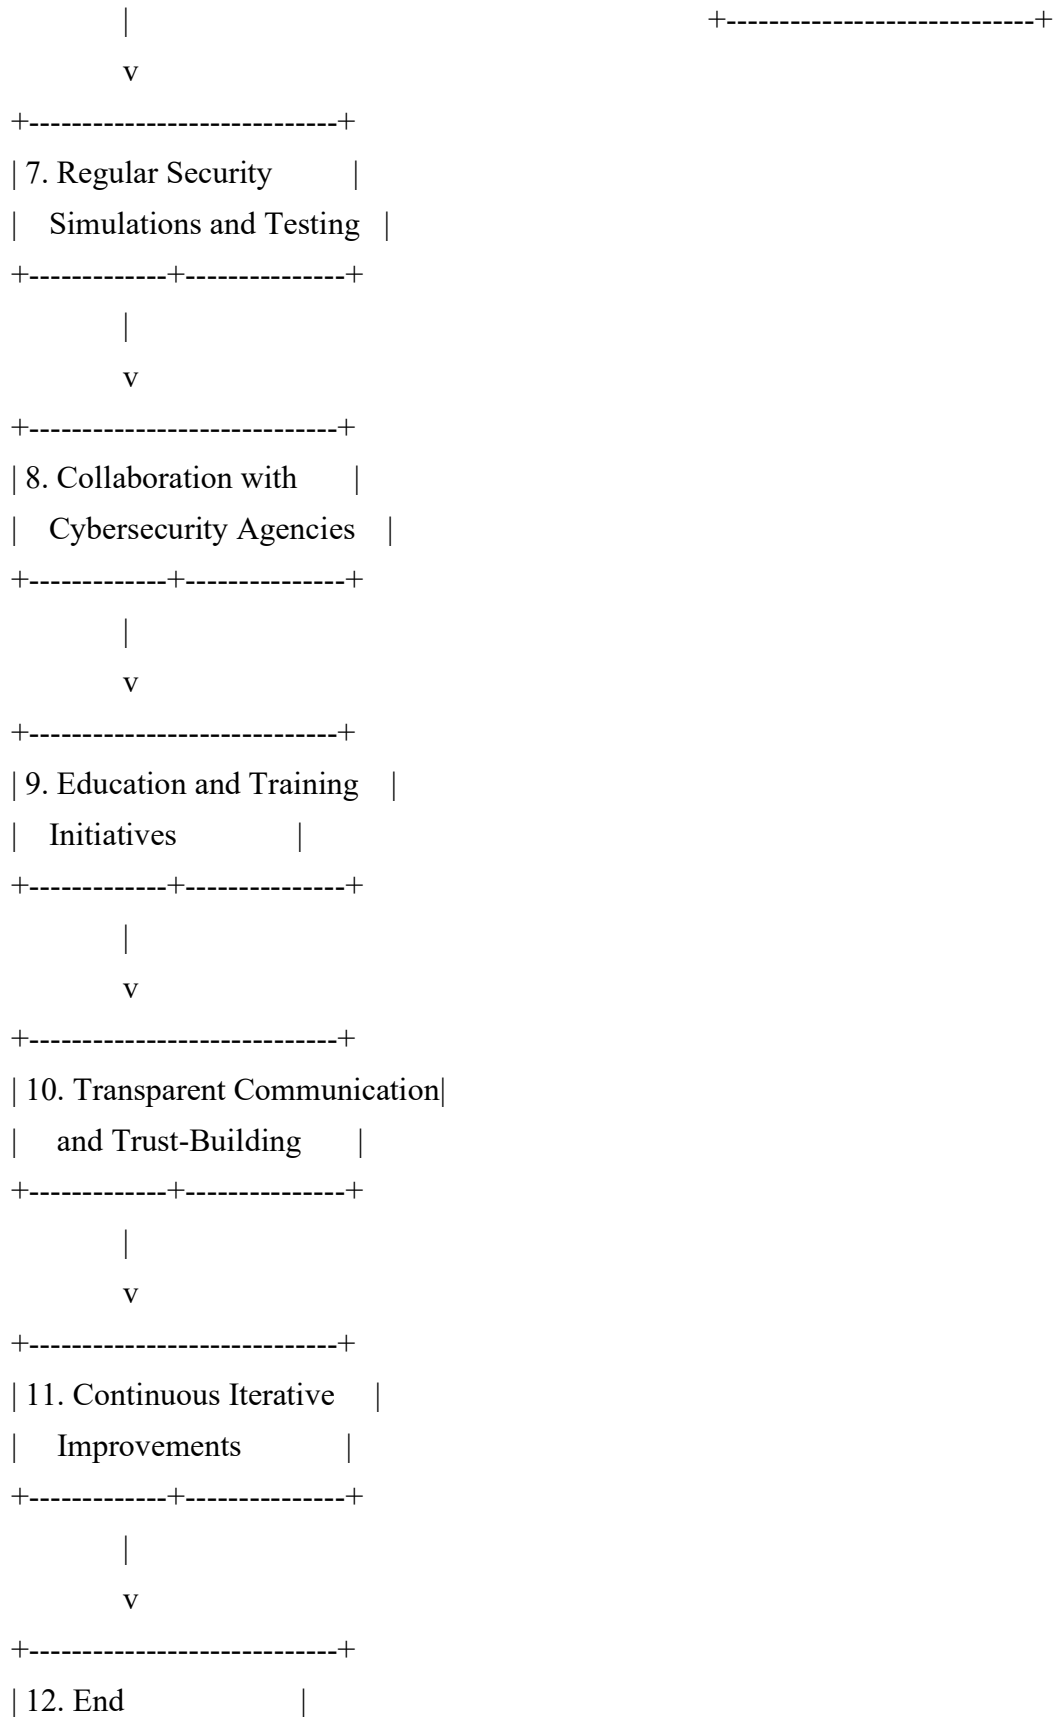 | +-----------------------------+
v
+-----------------------------+
| 7. Regular Security |
| Simulations and Testing |
+-------------+---------------+
|
v
+-----------------------------+
| 8. Collaboration with |
| Cybersecurity Agencies |
+-------------+---------------+
|
v
+-----------------------------+
| 9. Education and Training |
| Initiatives |
+-------------+---------------+
|
v
+-----------------------------+
| 10. Transparent Communication|
| and Trust-Building |
+-------------+---------------+
|
v
+-----------------------------+
| 11. Continuous Iterative |
| Improvements |
+-------------+---------------+
|
v
+-----------------------------+
| 12. End |